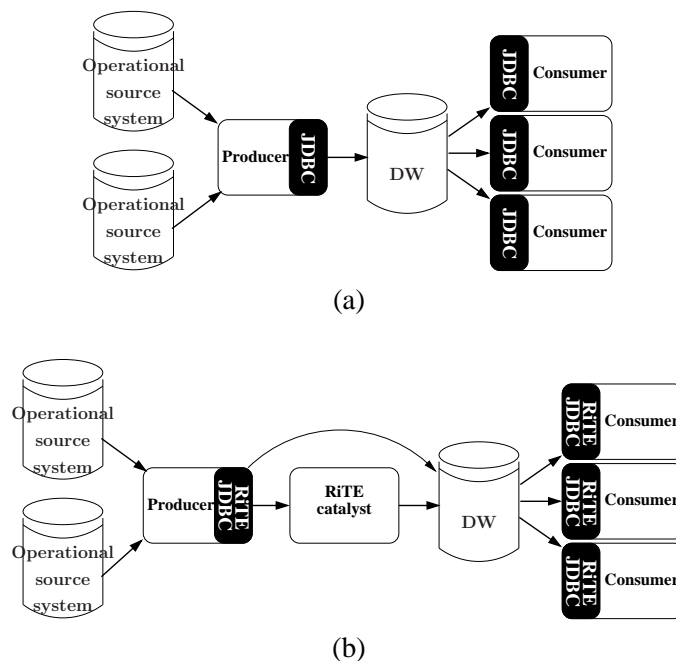 Operational
source
system
Operational
source
system
Producer
JDBC
DW
JDBC
Consumer
JDBC
Consumer
JDBC
Consumer
(a)
Operational
source
system
Operational
source
system
Producer
RiTE
JDBC
RiTE
catalyst
DW
RiTE
JDBC
Consumer
RiTE
JDBC
Consumer
RiTE
JDBC
Consumer
(b)